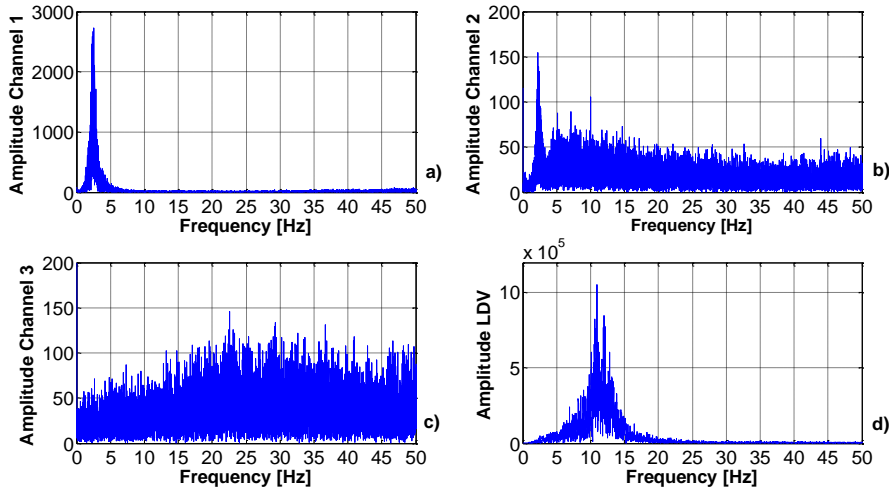 Amplitude Channel 1
3000
2000
1000
0
0 5 10 15 20 25 30 35 40 45 50
Frequency [Hz]
a)
Amplitude Channel 2
200
150
100
50
0
0 5 10 15 20 25 30 35 40 45 50
Frequency [Hz]
b)
Amplitude Channel 3
200
150
100
50
0
0 5 10 15 20 25 30 35 40 45 50
Frequency [Hz]
c)
x 10^5
Amplitude LDV
10
5
0
0 5 10 15 20 25 30 35 40 45 50
Frequency [Hz]
d)